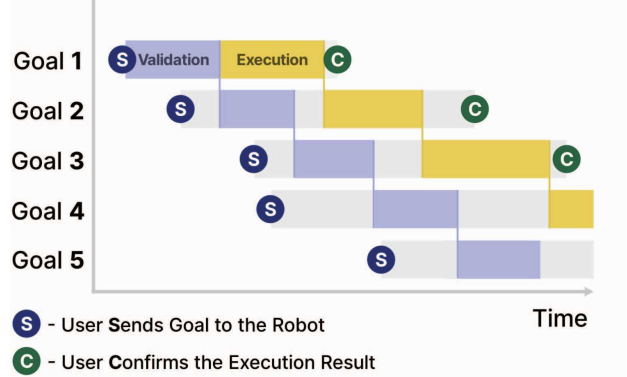 Goal 1
S Validation Execution C
Goal 2
S C
Goal 3
S C
Goal 4
S
Goal 5
S
Time
S - User Sends Goal to the Robot
C - User Confirms the Execution Result